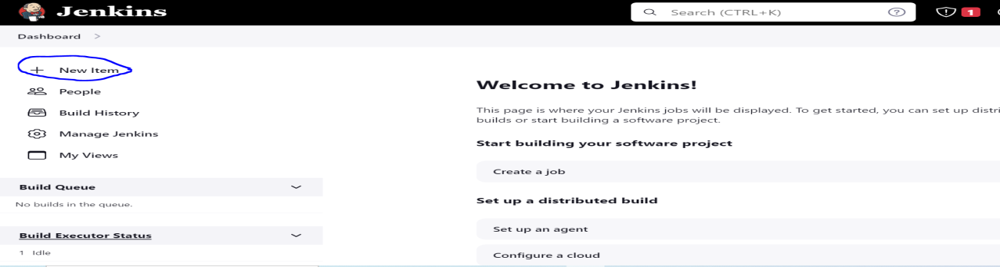 Jenkins
Search (CTRL+K)
1
Dashboard >
+ New Item
People
Build History
Manage Jenkins
My Views
Build Queue
No builds in the queue.
Build Executor Status
1 Idle
Welcome to Jenkins!
This page is where your Jenkins jobs will be displayed. To get started, you can set up distri
builds or start building a software project.
Start building your software project
Create a job
Set up a distributed build
Set up an agent
Configure a cloud